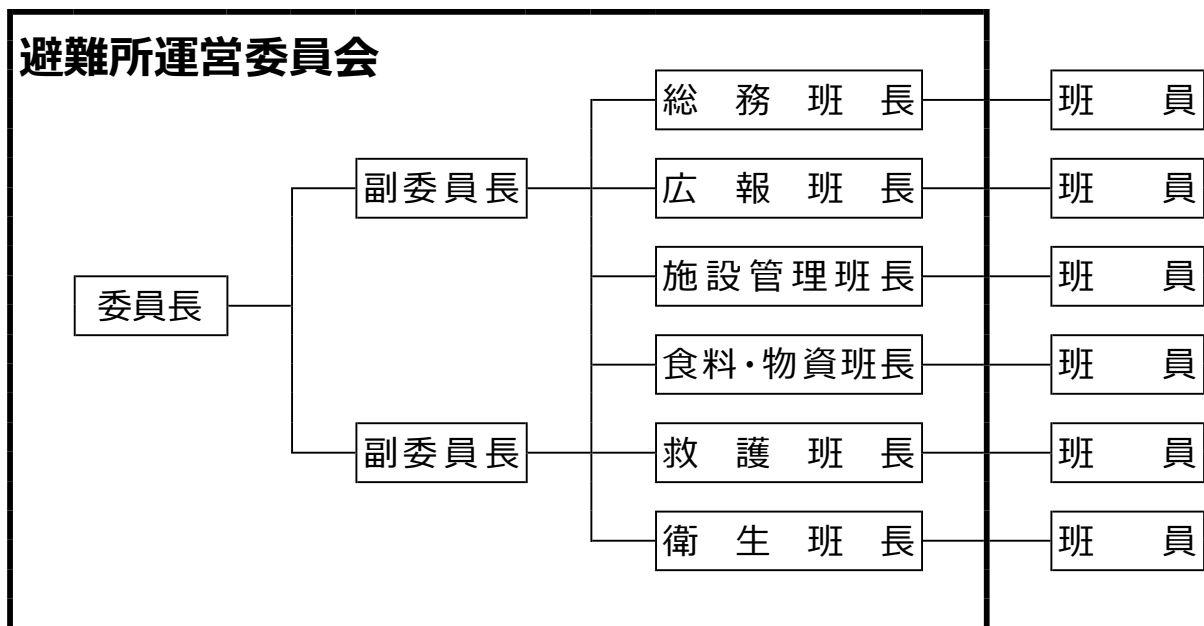 避難所運営委員会
総務班長 班員
副委員長 広報班長 班員
施設管理班長 班員
委員長
食料・物資班長 班員
副委員長 救護班長 班員
衛生班長 班員